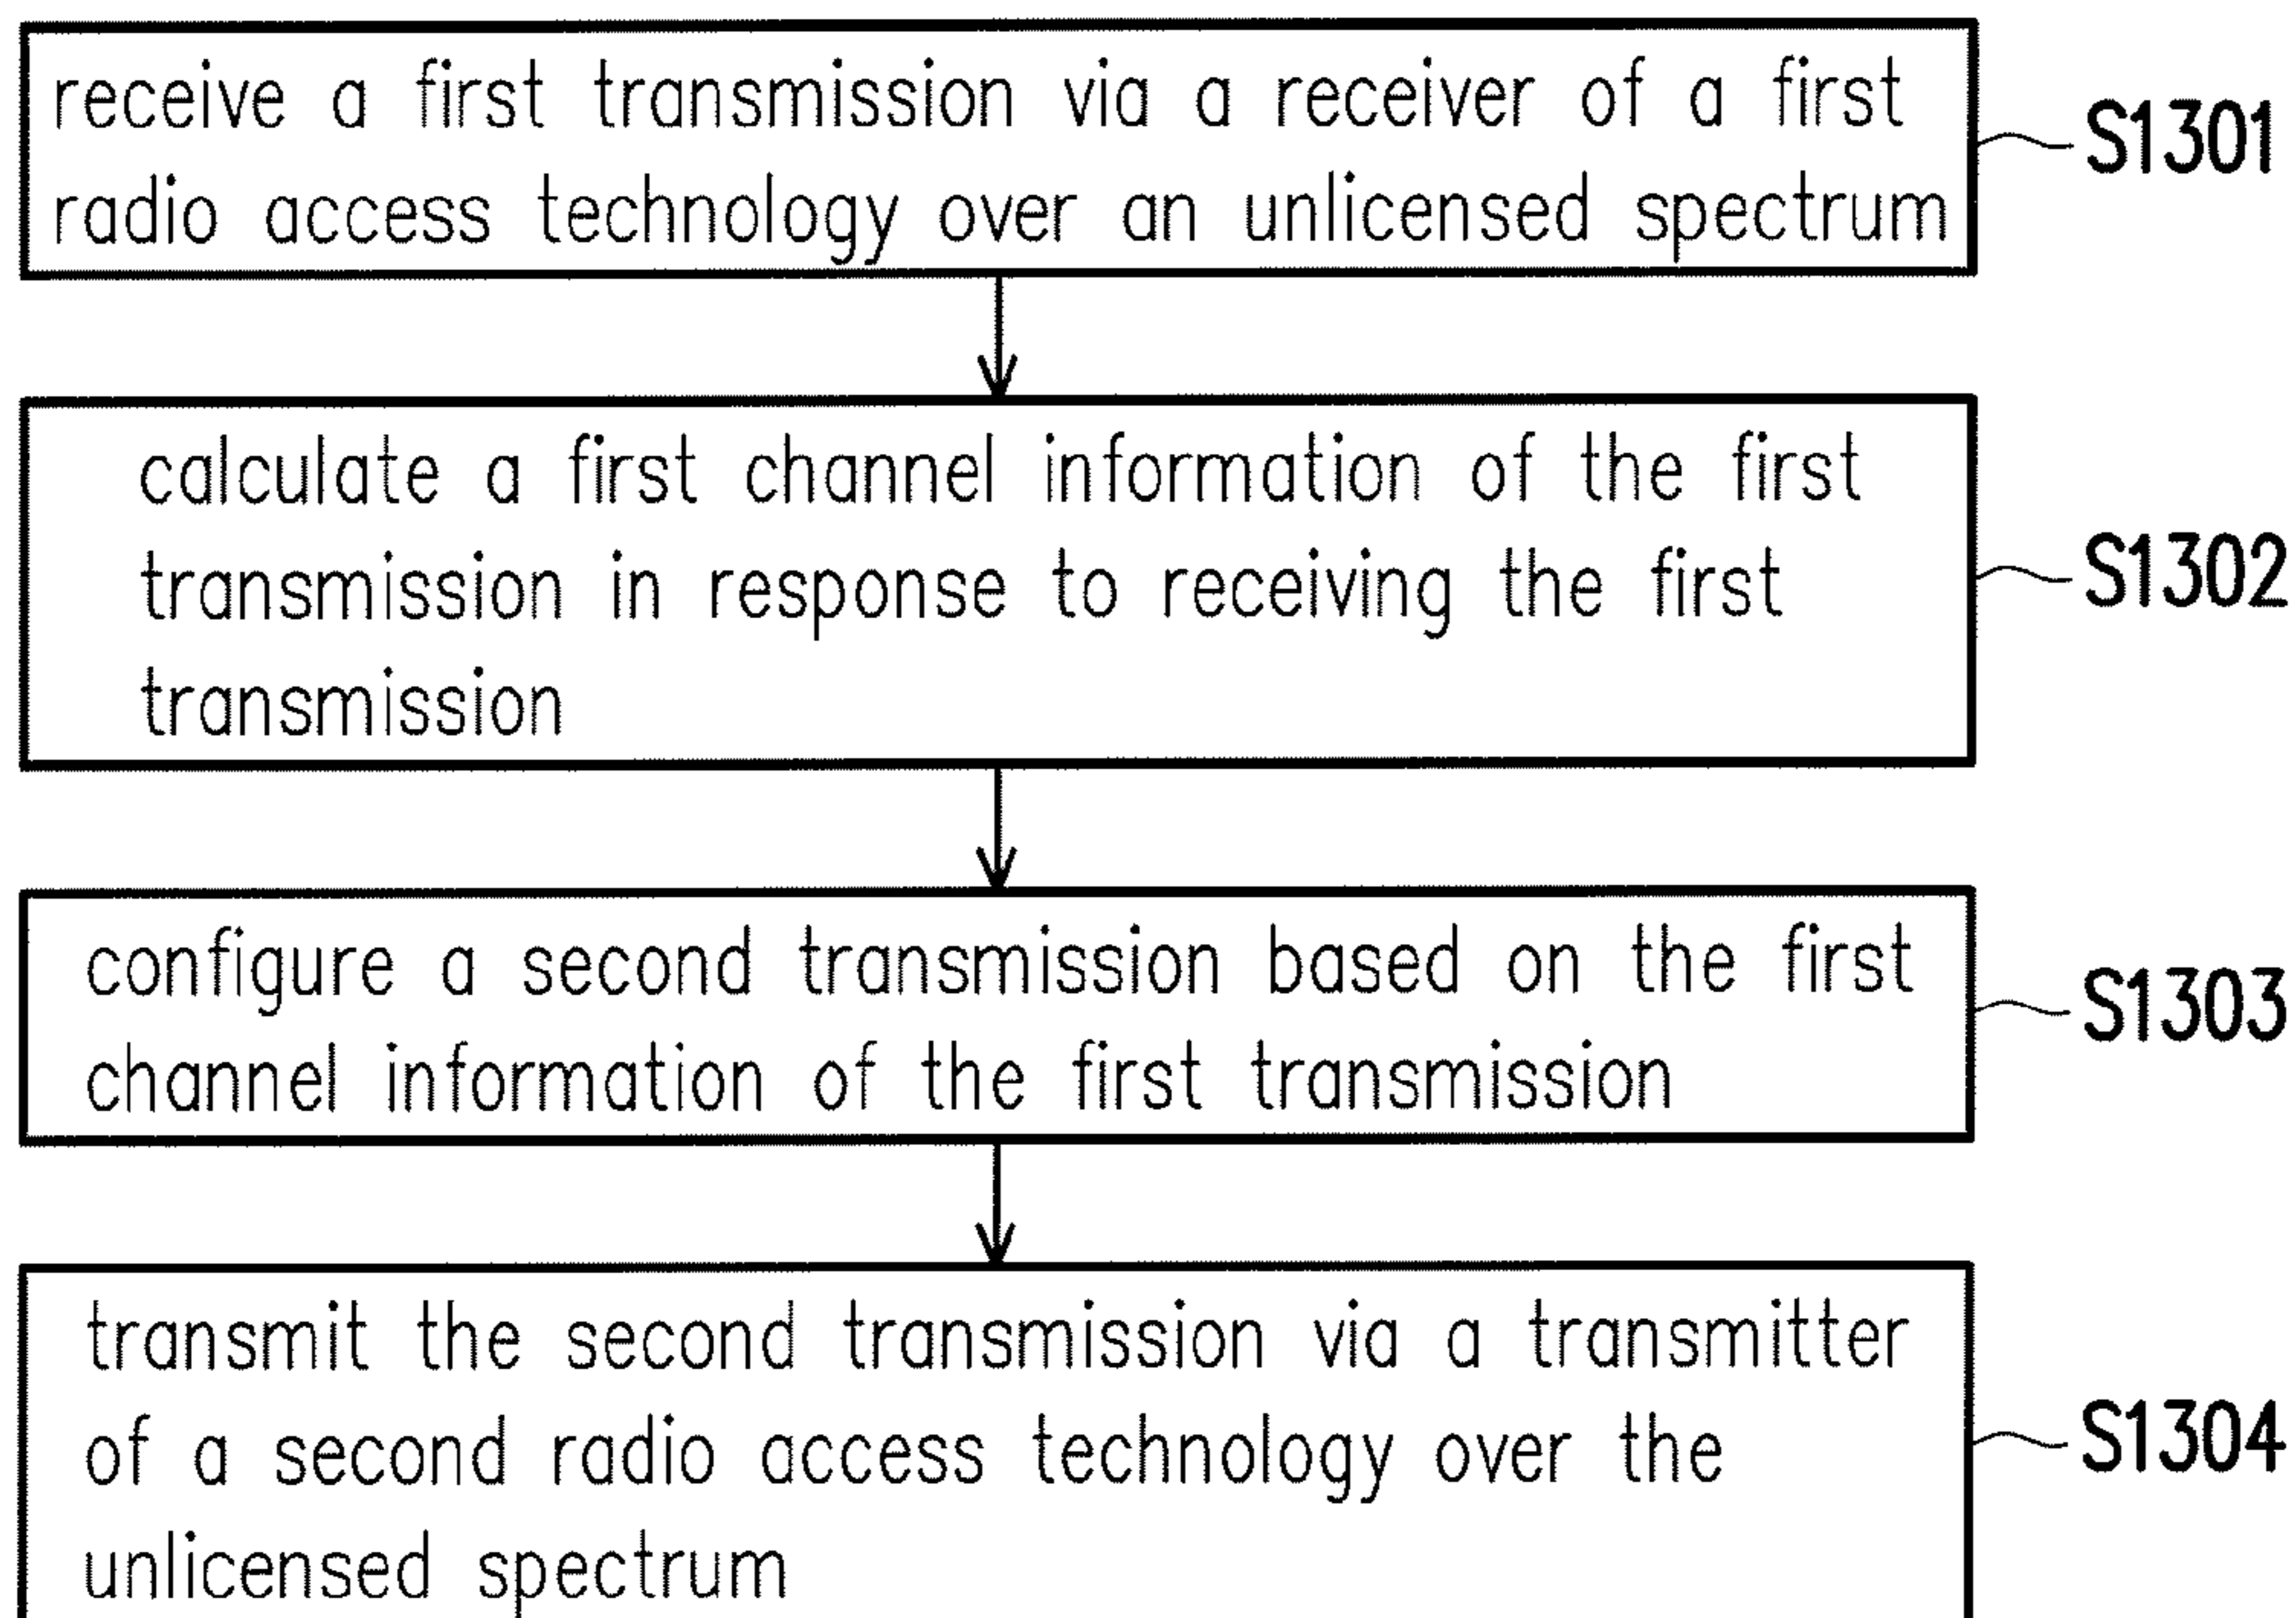 receive a first transmission via a receiver of a first
radio access technology over an unlicensed spectrum
S1301
calculate a first channel information of the first
transmission in response to receiving the first
transmission
S1302
configure a second transmission based on the first
channel information of the first transmission
S1303
transmit the second transmission via a transmitter
of a second radio access technology over the
unlicensed spectrum
S1304